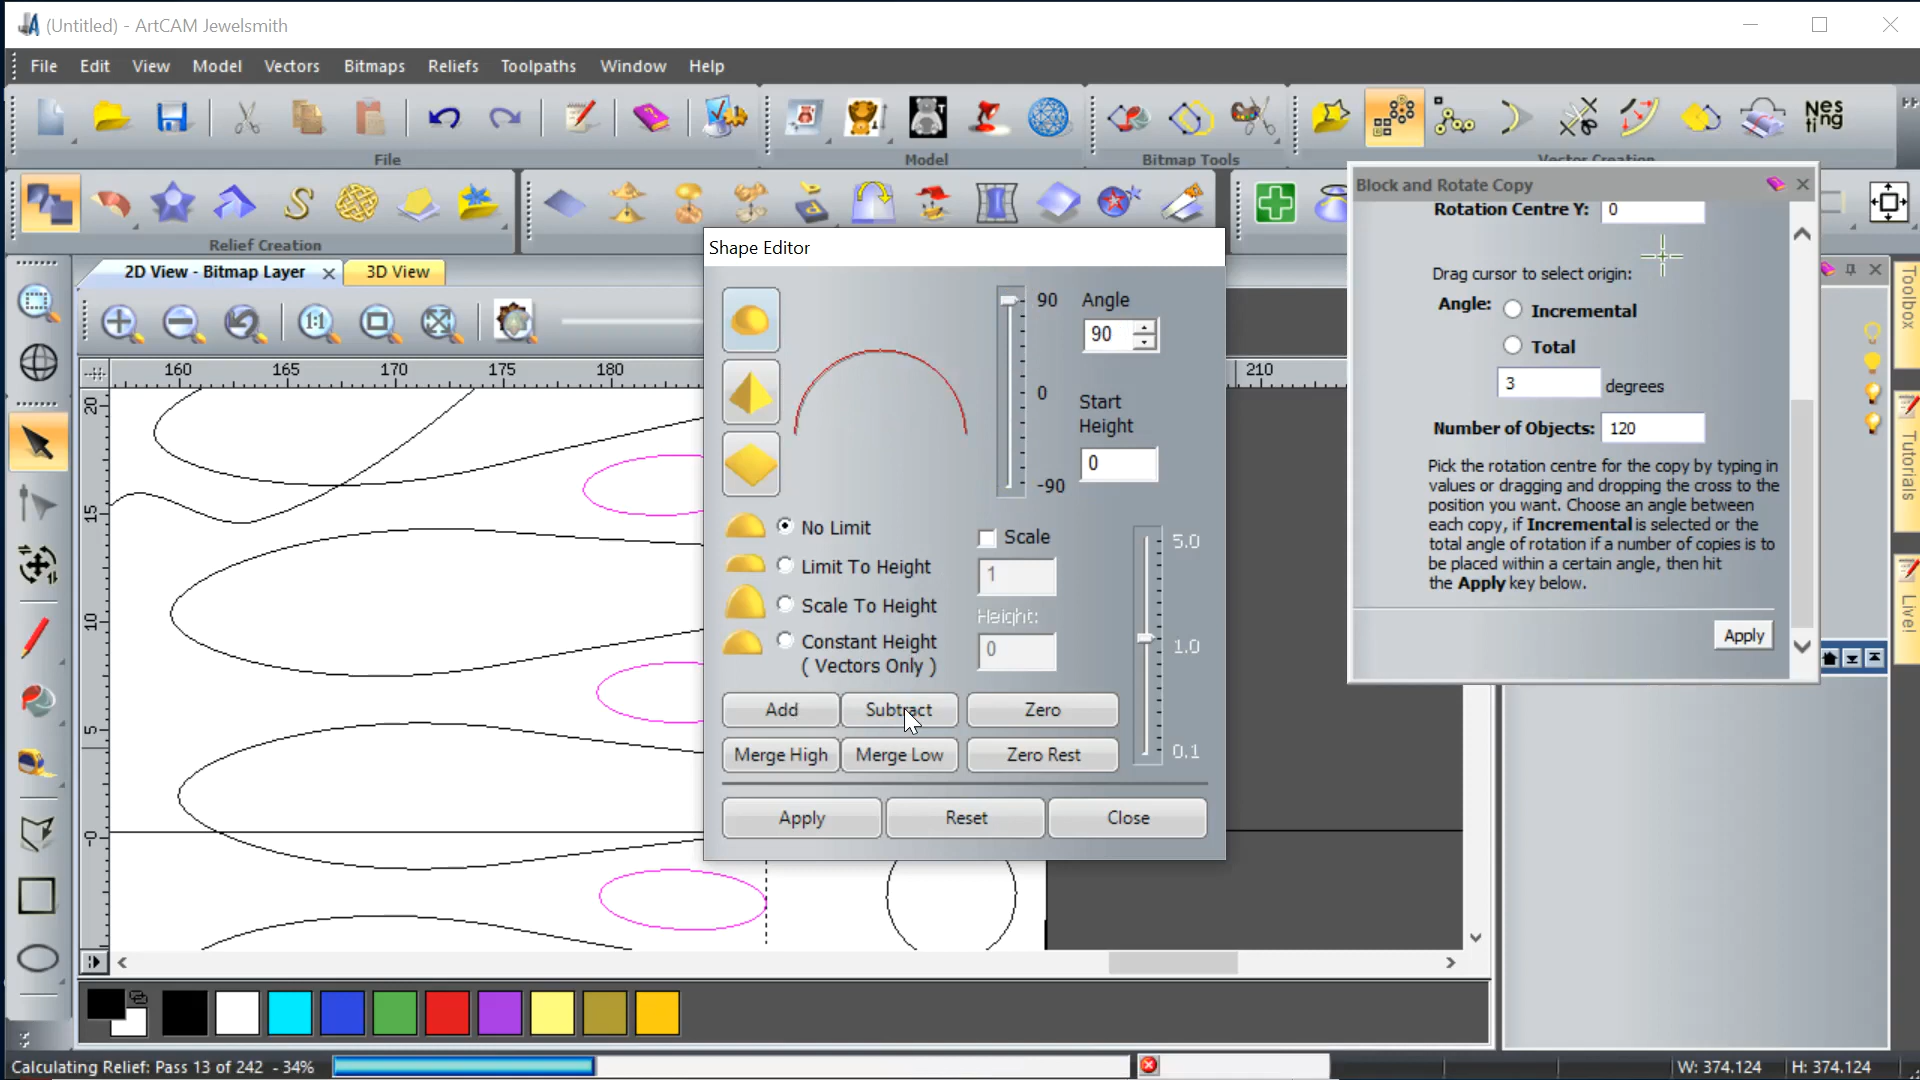 (Untitled) - ArtCAM Jewelsmith
File Edit View Model Vectors Bitmaps Reliefs Toolpaths Window Help
Nes
ting
File Model Bitmap Tools Vector Creation
Relief Creation
2D View - Bitmap Layer 3D View
1:1
160 165 170 175 180 210
20
15
10
5
0
Shape Editor
90
0
-90
Angle
90
Start
Height
0
No Limit
Limit To Height
Scale To Height
Constant Height
( Vectors Only )
Scale
1
Height:
0
5.0
1.0
0.1
Add Subtract Zero
Merge High Merge Low Zero Rest
Apply Reset Close
Block and Rotate Copy
Rotation Centre Y: 0
Drag cursor to select origin:
Angle: Incremental
Total
3 degrees
Number of Objects: 120
Pick the rotation centre for the copy by typing in
values or dragging and dropping the cross to the
position you want. Choose an angle between
each copy, if Incremental is selected or the
total angle of rotation if a number of copies is to
be placed within a certain angle, then hit
the Apply key below.
Apply
Toolbox
Tutorials
Live!
Calculating Relief: Pass 13 of 242 - 34%
W: 374.124 H: 374.124